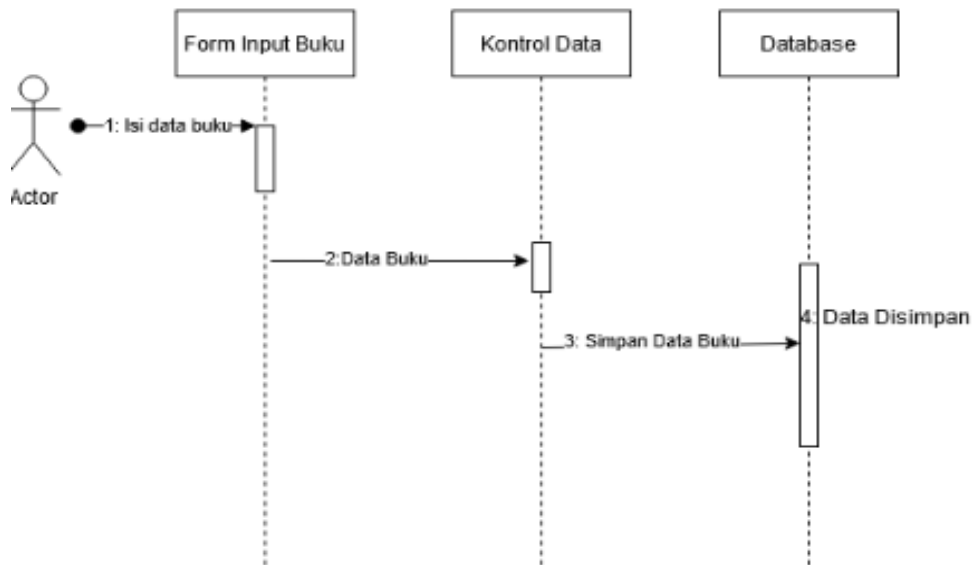 Form Input Buku
Kontrol Data
Database
Actor
1: Isi data buku
2:Data Buku
3: Simpan Data Buku
4: Data Disimpan